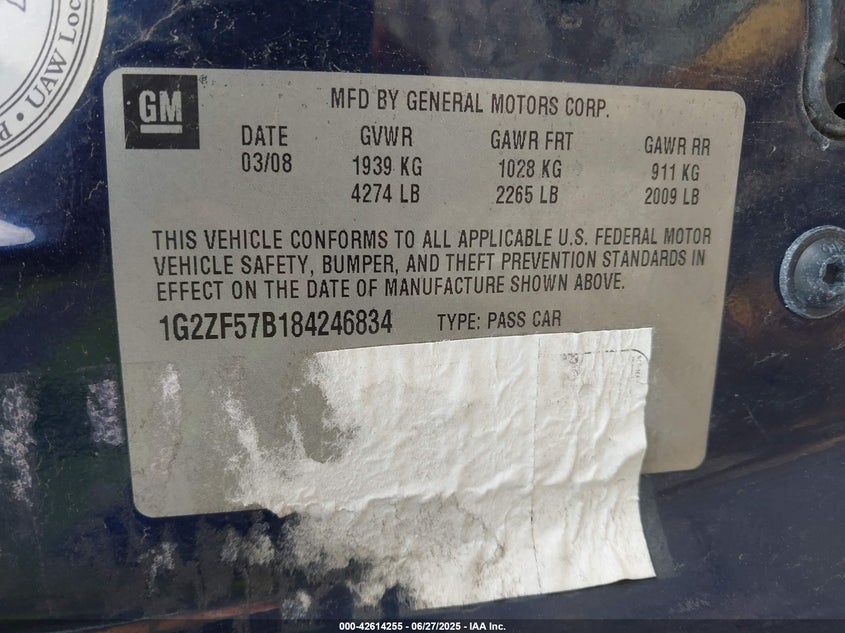 UAW Loc
GM
MFD BY GENERAL MOTORS CORP.
DATE GVWR GAWR FRT GAWR RR
03/08 1939 KG 1028 KG 911 KG
4274 LB 2265 LB 2009 LB
THIS VEHICLE CONFORMS TO ALL APPLICABLE U.S. FEDERAL MOTOR
VEHICLE SAFETY, BUMPER, AND THEFT PREVENTION STANDARDS IN
EFFECT ON THE DATE OF MANUFACTURE SHOWN ABOVE.
1G2ZF57B184246834 TYPE: PASS CAR
000-42614255 - 06/27/2025 - IAA Inc.